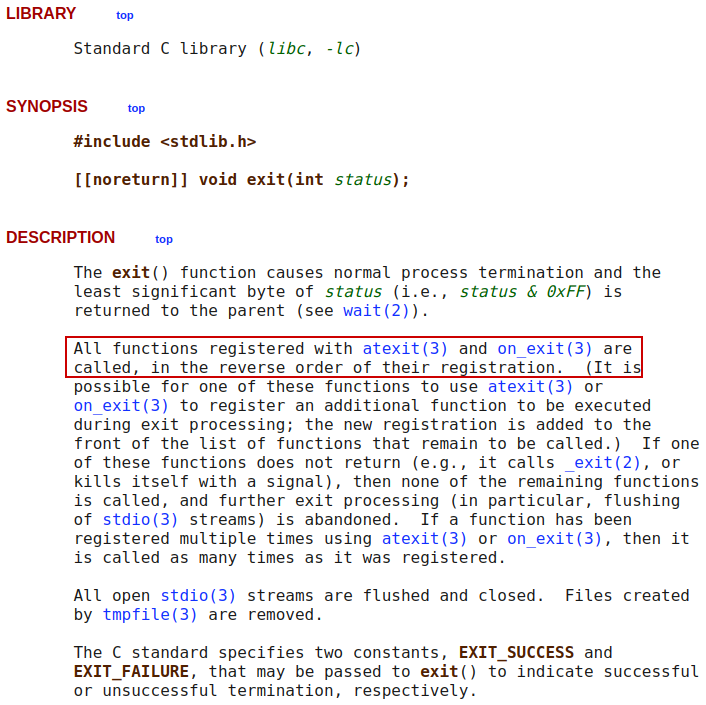 LIBRARY top
Standard C library (libc, -lc)
SYNOPSIS top
#include <stdlib.h>
[[noreturn]] void exit(int status);
DESCRIPTION top
The exit() function causes normal process termination and the
least significant byte of status (i.e., status & 0xFF) is
returned to the parent (see wait(2)).
All functions registered with atexit(3) and on_exit(3) are
called, in the reverse order of their registration.  (It is
possible for one of these functions to use atexit(3) or
on_exit(3) to register an additional function to be executed
during exit processing; the new registration is added to the
front of the list of functions that remain to be called.)  If one
of these functions does not return (e.g., it calls _exit(2), or
kills itself with a signal), then none of the remaining functions
is called, and further exit processing (in particular, flushing
of stdio(3) streams) is abandoned.  If a function has been
registered multiple times using atexit(3) or on_exit(3), then it
is called as many times as it was registered.
All open stdio(3) streams are flushed and closed.  Files created
by tmpfile(3) are removed.
The C standard specifies two constants, EXIT_SUCCESS and
EXIT_FAILURE, that may be passed to exit() to indicate successful
or unsuccessful termination, respectively.